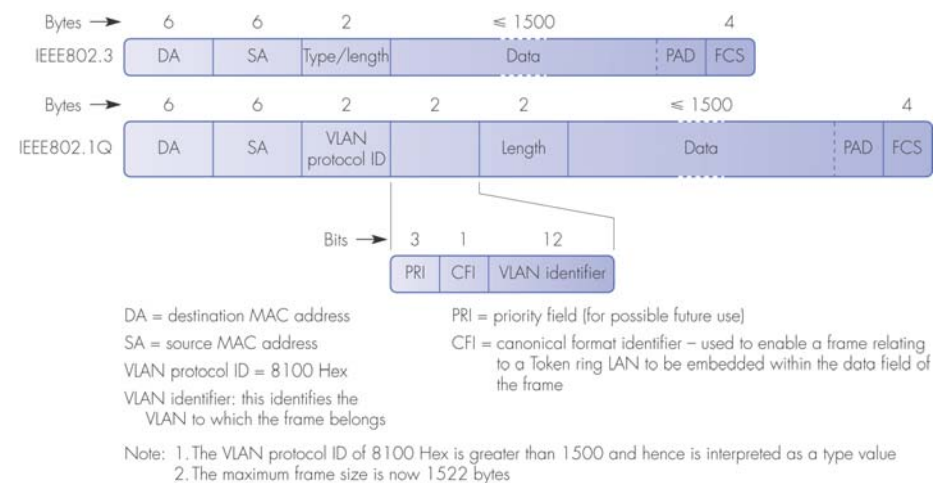 Bytes → 6 6 2 ≤ 1500 4
IEEE802.3 DA SA Type/length Data PAD FCS
Bytes → 6 6 2 2 2 ≤ 1500 4
IEEE802.1Q DA SA VLAN protocol ID Length Data PAD FCS
Bits → 3 1 12
PRI CFI VLAN identifier
DA = destination MAC address
SA = source MAC address
VLAN protocol ID = 8100 Hex
VLAN identifier: this identifies the
VLAN to which the frame belongs
PRI = priority field (for possible future use)
CFI = canonical format identifier – used to enable a frame relating
to a Token ring LAN to be embedded within the data field of
the frame
Note: 1. The VLAN protocol ID of 8100 Hex is greater than 1500 and hence is interpreted as a type value
2. The maximum frame size is now 1522 bytes